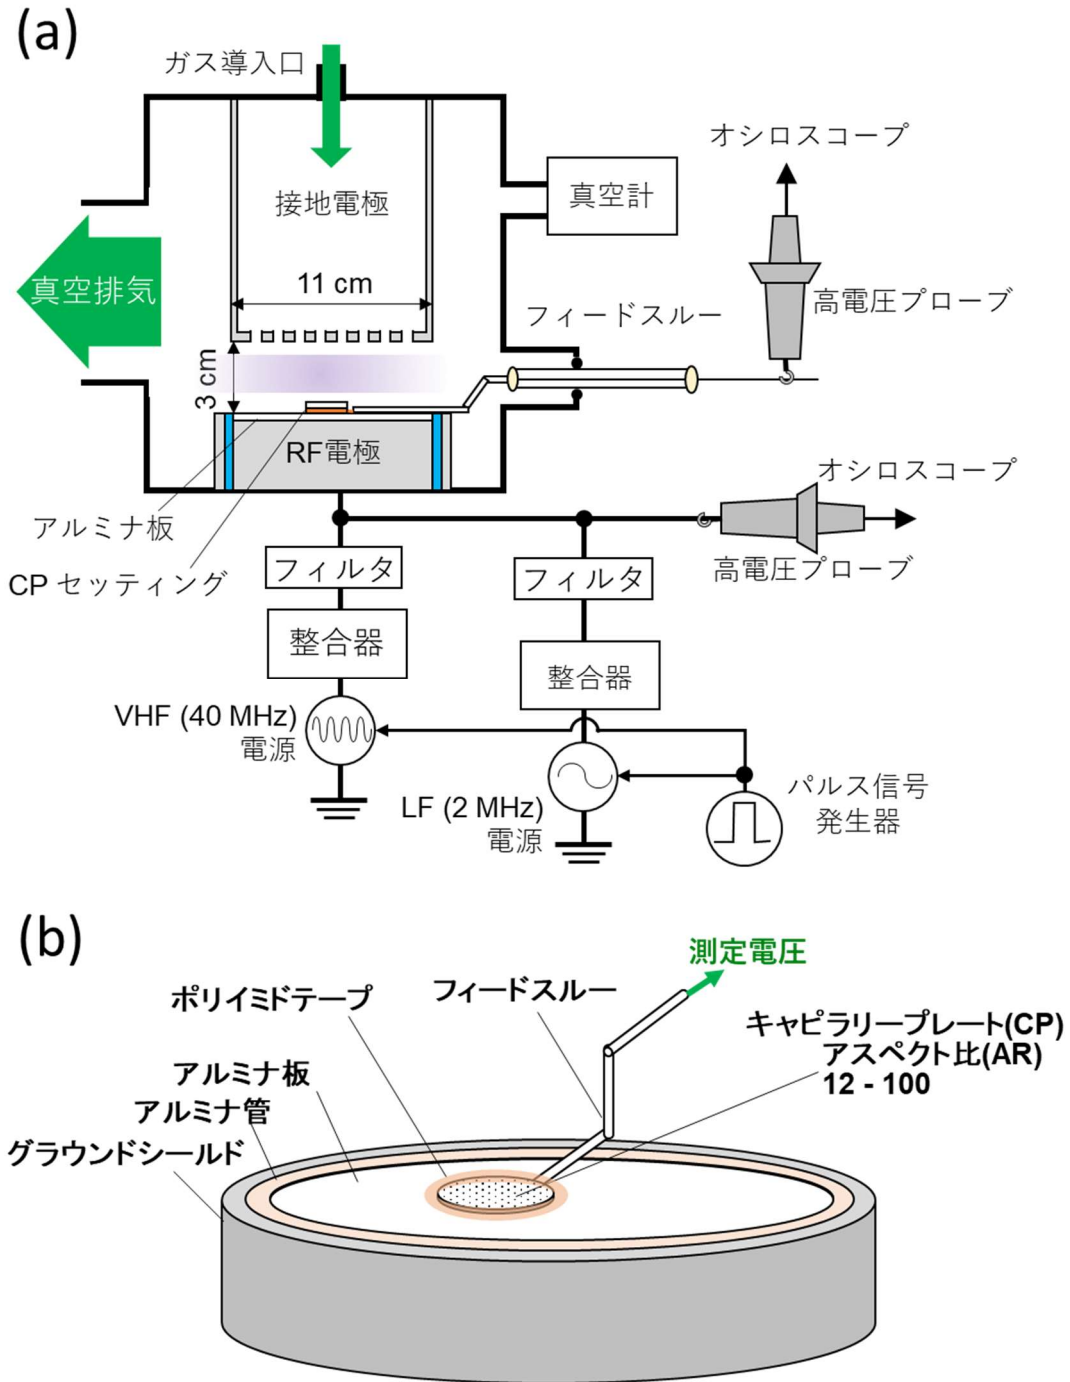 (a)
ガス導入口
オシロスコープ
接地電極
真空計
真空排気
11 cm
高電圧プローブ
フィードスルー
3 cm
RF電極
オシロスコープ
アルミナ板
高電圧プローブ
CP セッティング
フィルタ
フィルタ
整合器
整合器
VHF (40 MHz)
電源
LF (2 MHz)
電源
パルス信号
発生器
(b)
測定電圧
ポリイミドテープ
フィードスルー
キャピラリープレート(CP)
アスペクト比(AR)
12 - 100
アルミナ板
アルミナ管
グラウンドシールド